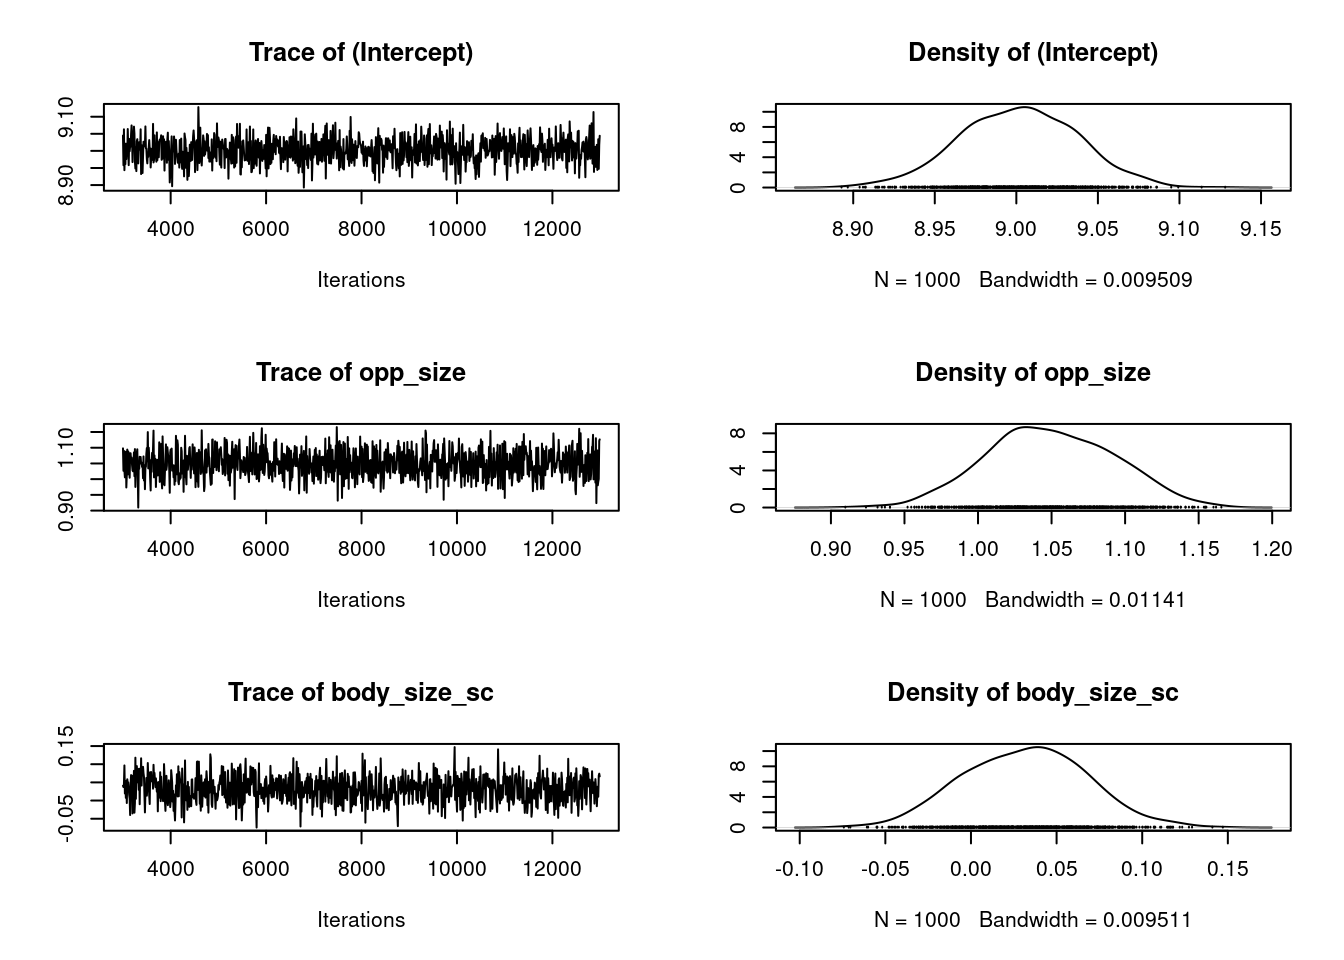 Trace of (Intercept)
8.90 9.10
4000 6000 8000 10000 12000
Iterations
Density of (Intercept)
0 4 8
8.90 8.95 9.00 9.05 9.10 9.15
N = 1000 Bandwidth = 0.009509
Trace of opp_size
0.90 1.10
4000 6000 8000 10000 12000
Iterations
Density of opp_size
0 4 8
0.90 0.95 1.00 1.05 1.10 1.15 1.20
N = 1000 Bandwidth = 0.01141
Trace of body_size_sc
-0.05 0.15
4000 6000 8000 10000 12000
Iterations
Density of body_size_sc
0 4 8
-0.10 -0.05 0.00 0.05 0.10 0.15
N = 1000 Bandwidth = 0.009511